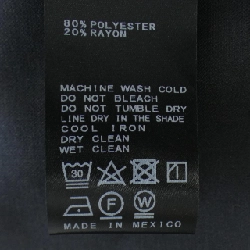 80% POLYESTER
20% RAYON
MACHINE WASH COLD
DO NOT BLEACH
DO NOT TUMBLE DRY
LINE DRY IN THE SHADE
COOL IRON
DRY CLEAN
WET CLEAN
30
F W
MADE IN MEXICO